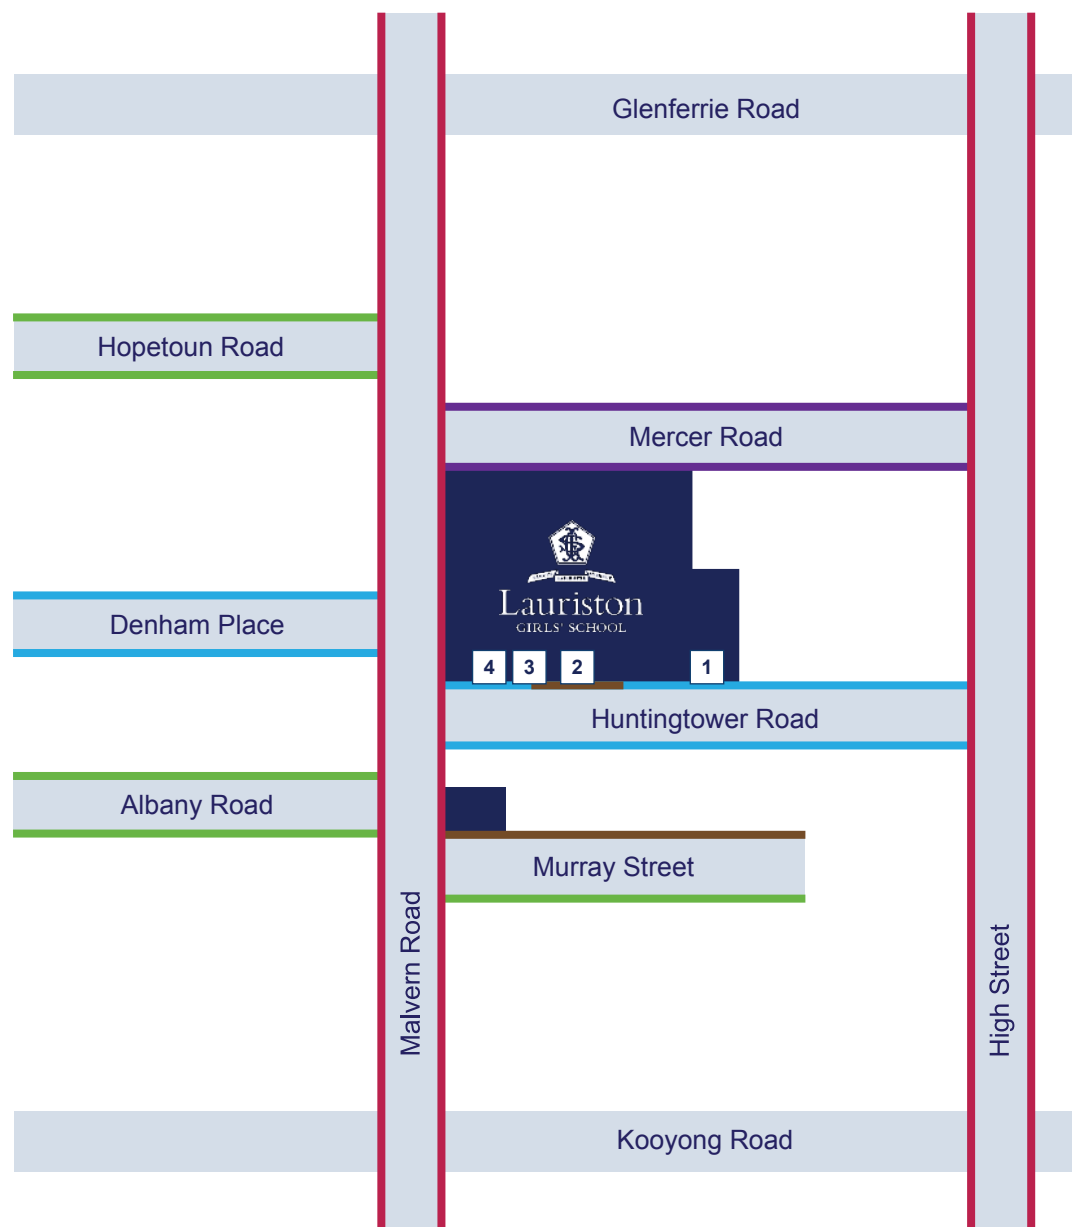 Glenferrie Road
Hopetoun Road
Mercer Road
Lauriston
GIRLS' SCHOOL
Denham Place
4 3 2 1
Huntingtower Road
Albany Road
Murray Street
Malvern Road
High Street
Kooyong Road